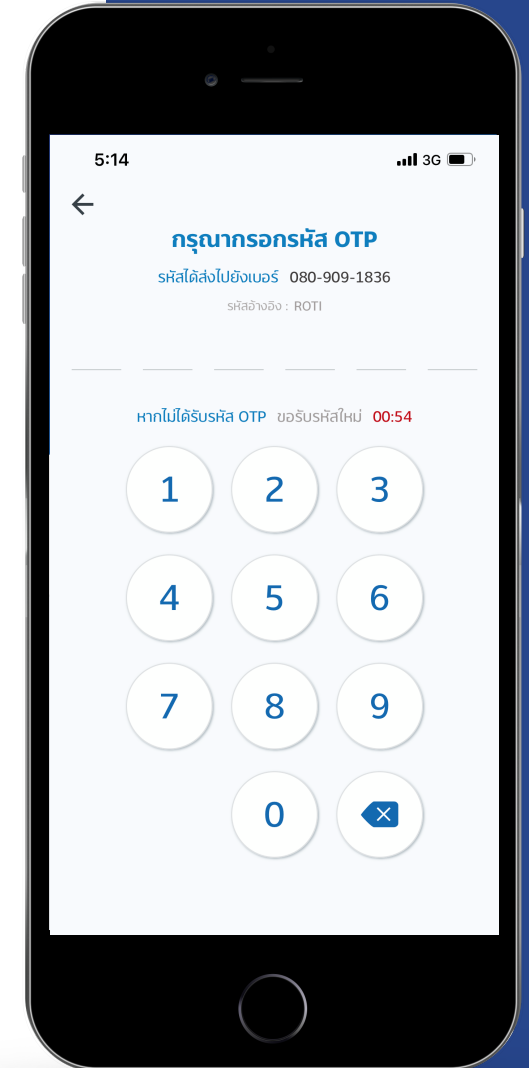 5:14 3G
กรุณากรอกรหัส OTP
รหัสได้ส่งไปยังเบอร์ 080-909-1836
รหัสอ้างอิง : ROTI
หากไม่ได้รับรหัส OTP ขอรับรหัสใหม่ 00:54
1 2 3
4 5 6
7 8 9
0